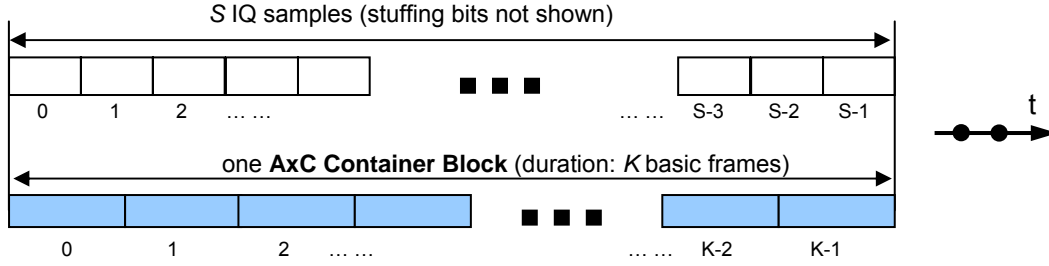 S IQ samples (stuffing bits not shown)
0 1 2 … … … … S-3 S-2 S-1
t
one AxC Container Block (duration: K basic frames)
0 1 2 … … … … K-2 K-1